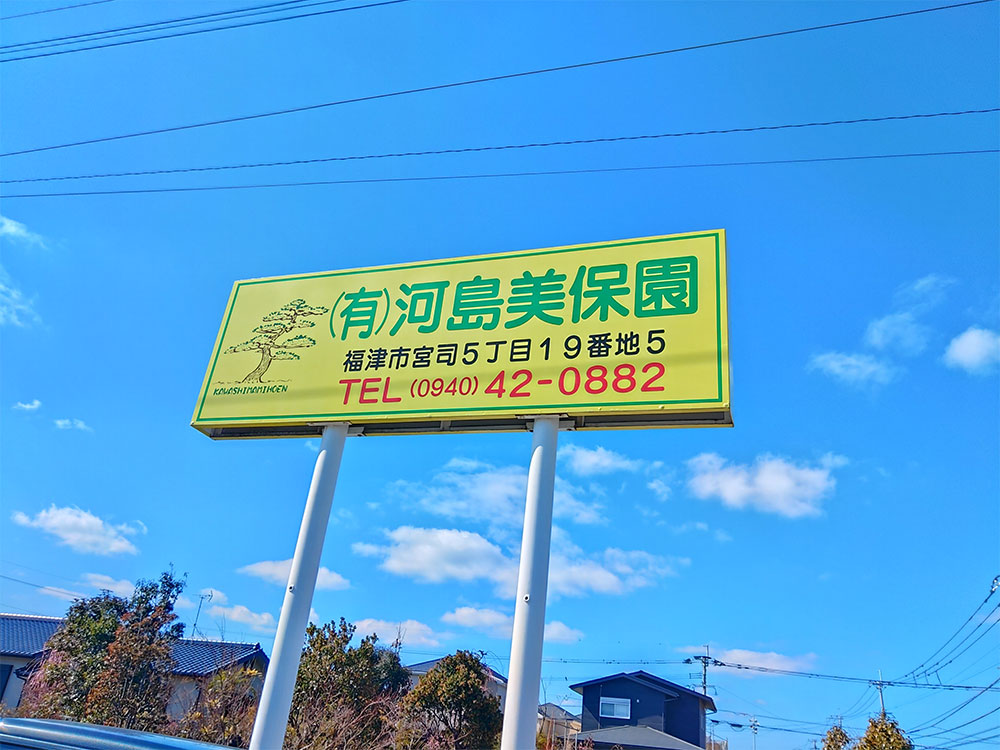 (有)河島美保園
福津市宮司5丁目19番地5
TEL (0940) 42-0882
KAWASHIMAMIHOEN